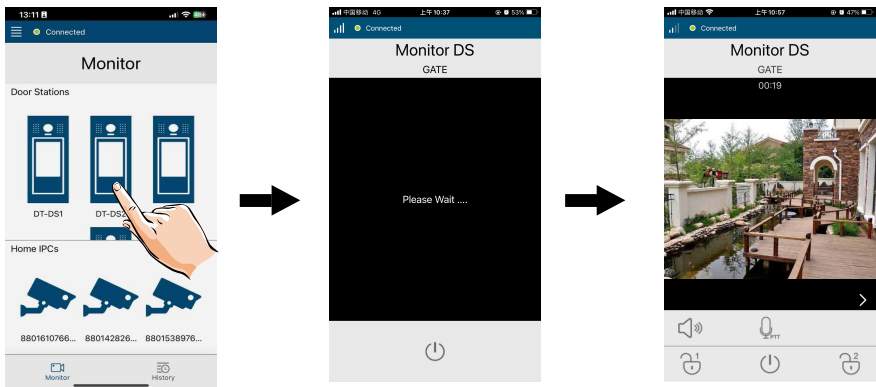 13:11
Connected
Monitor
Door Stations
DT-DS1
DT-DS2
Home IPCs
8801610766...
880142826...
8801538976...
Monitor
History
中国移动 4G
上午10:37
53%
Connected
Monitor DS
GATE
Please Wait ....
中国移动
上午10:57
47%
Connected
Monitor DS
GATE
00:19
PTT
1
2